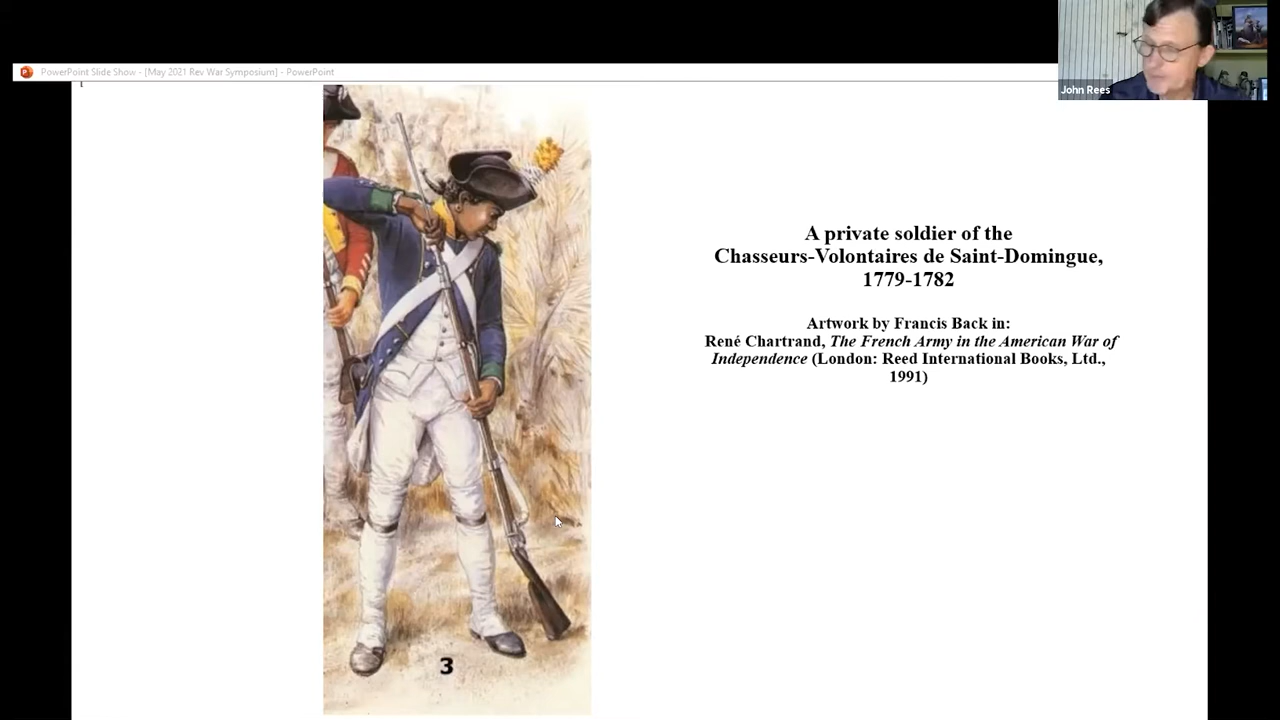 PowerPoint Slide Show - [May 2021 Rev War Symposium] - PowerPoint
John Rees
A private soldier of the
Chasseurs-Volontaires de Saint-Domingue,
1779-1782
Artwork by Francis Back in:
René Chartrand, The French Army in the American War of
Independence (London: Reed International Books, Ltd.,
1991)
3